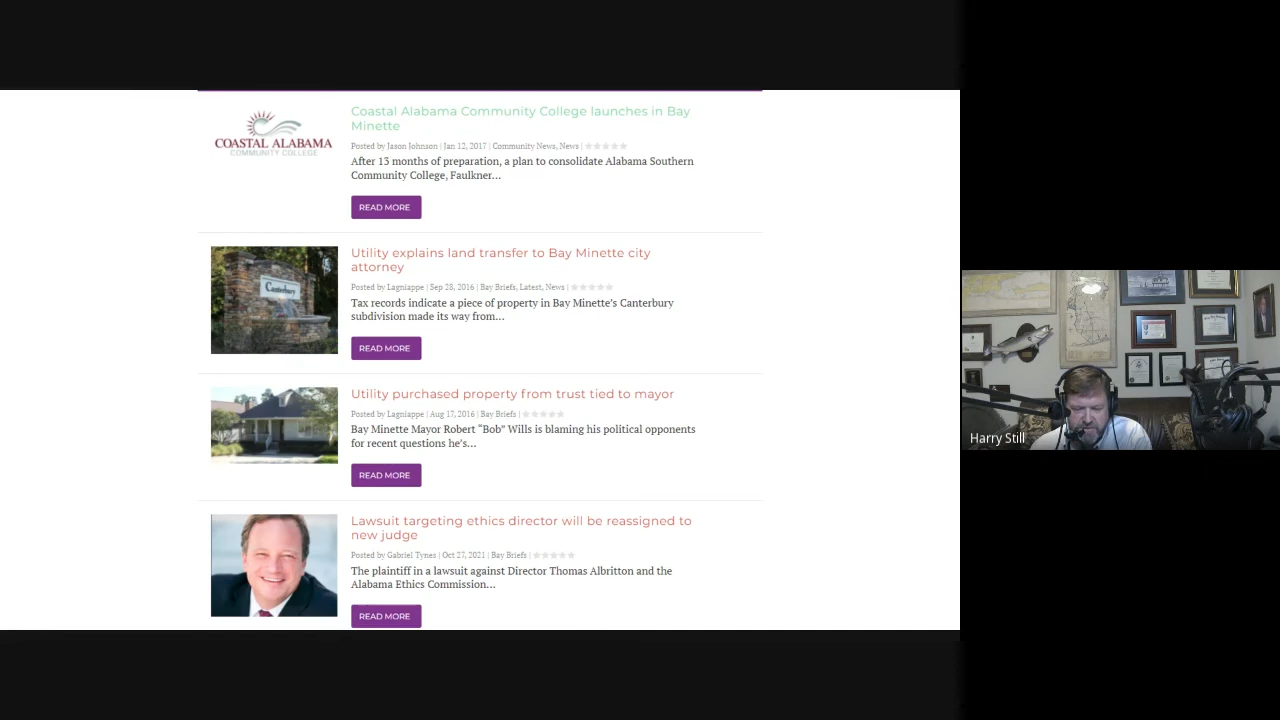 COASTAL ALABAMA
COMMUNITY COLLEGE
Coastal Alabama Community College launches in Bay
Minette
Posted by Jason Johnson | Jan 12, 2017 | Community News, News |
After 13 months of preparation, a plan to consolidate Alabama Southern
Community College, Faulkner...
READ MORE
Canterbury
Utility explains land transfer to Bay Minette city
attorney
Posted by Lagniappe | Sep 28, 2016 | Bay Briefs, Latest, News |
Tax records indicate a piece of property in Bay Minette's Canterbury
subdivision made its way from...
READ MORE
Utility purchased property from trust tied to mayor
Posted by Lagniappe | Aug 17, 2016 | Bay Briefs |
Bay Minette Mayor Robert “Bob” Wills is blaming his political opponents
for recent questions he's...
READ MORE
Lawsuit targeting ethics director will be reassigned to
new judge
Posted by Gabriel Tynes | Oct 27, 2021 | Bay Briefs |
The plaintiff in a lawsuit against Director Thomas Albritton and the
Alabama Ethics Commission...
READ MORE
Harry Still